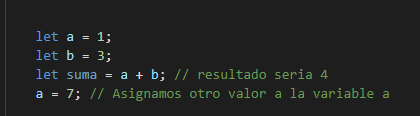 let a = 1;
let b = 3;
let suma = a + b; // resultado seria 4
a = 7; // Asignamos otro valor a la variable a